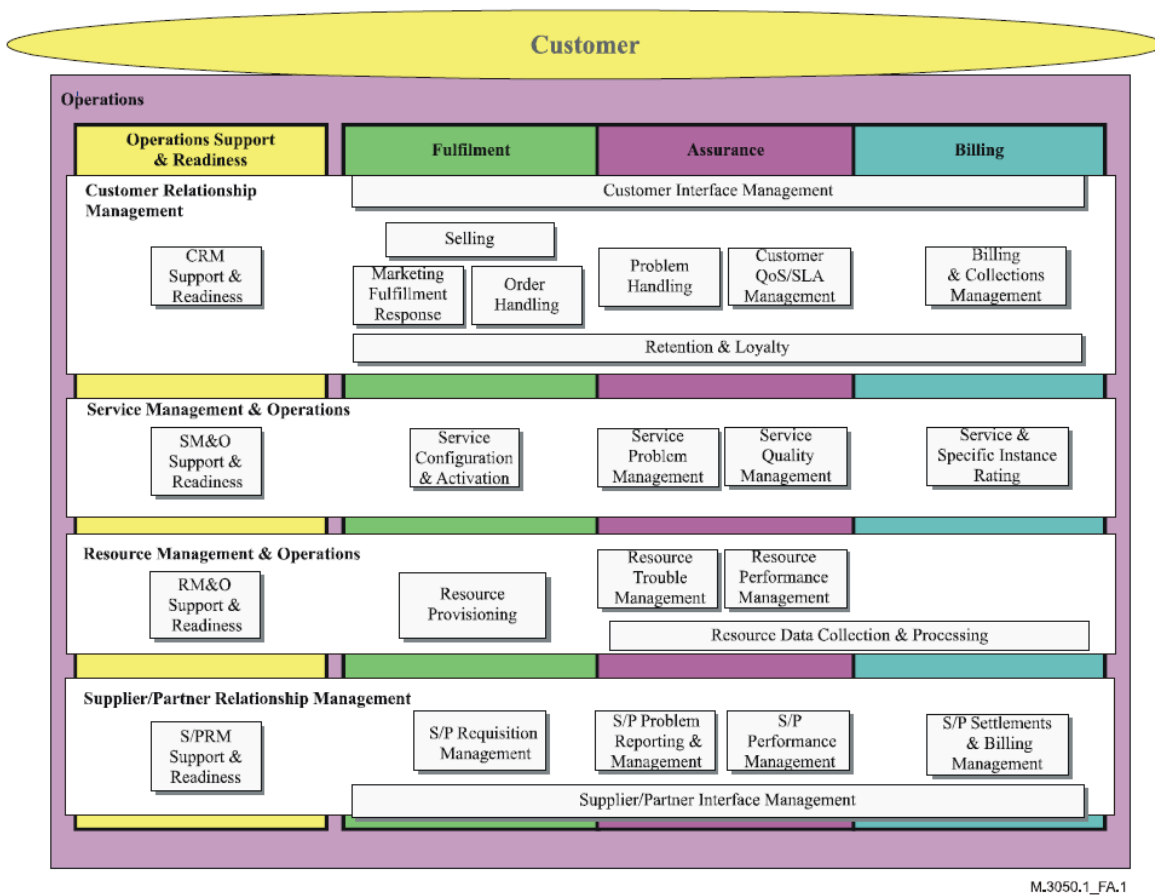 Customer
Operations
Operations Support
& Readiness
Fulfilment
Assurance
Billing
Customer Relationship
Management
Customer Interface Management
CRM
Support &
Readiness
Selling
Marketing
Fulfillment
Response
Order
Handling
Problem
Handling
Customer
QoS/SLA
Management
Billing
& Collections
Management
Retention & Loyalty
Service Management & Operations
SM&O
Support &
Readiness
Service
Configuration
& Activation
Service
Problem
Management
Service
Quality
Management
Service &
Specific Instance
Rating
Resource Management & Operations
RM&O
Support &
Readiness
Resource
Provisioning
Resource
Trouble
Management
Resource
Performance
Management
Resource Data Collection & Processing
Supplier/Partner Relationship Management
S/PRM
Support &
Readiness
S/P Requisition
Management
S/P Problem
Reporting &
Management
S/P
Performance
Management
S/P Settlements
& Billing
Management
Supplier/Partner Interface Management
M.3050.1_FA.1